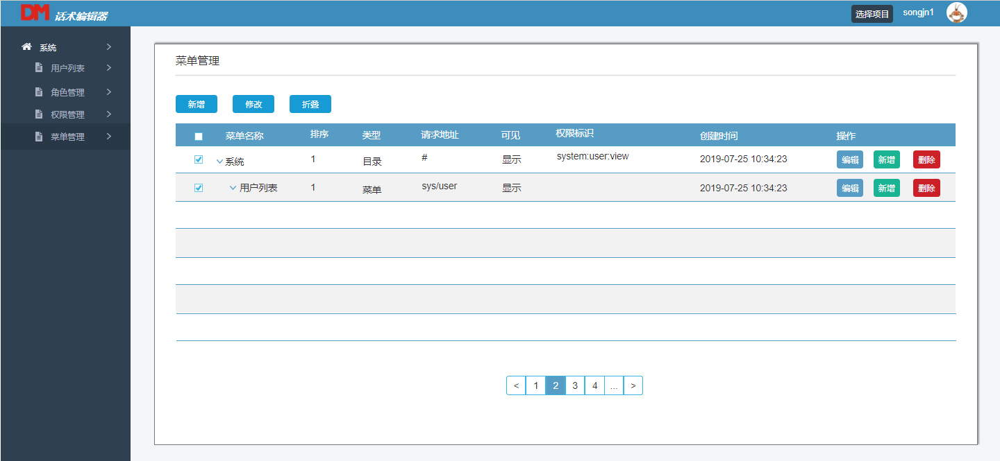 DM 话术编辑器 选择项目 songjn1
系统
用户列表
角色管理
权限管理
菜单管理
菜单管理
新增 修改 折叠
菜单名称 排序 类型 请求地址 可见 权限标识 创建时间 操作
系统 1 目录 # 显示 system:user:view 2019-07-25 10:34:23 编辑 新增 删除
用户列表 1 菜单 sys/user 显示 2019-07-25 10:34:23 编辑 新增 删除
< 1 2 3 4 ... >